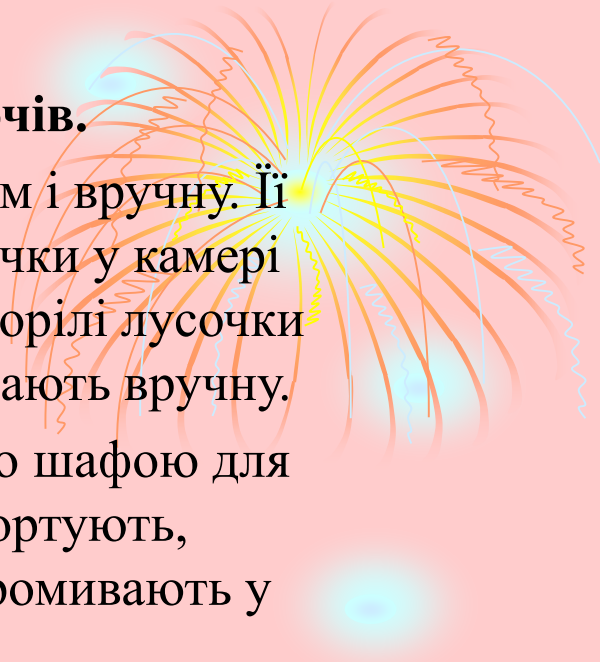 чів.
м і вручну. Її
чки у камері
орілі лусочки
ають вручну.
о шафою для
ортують,
ромивають у